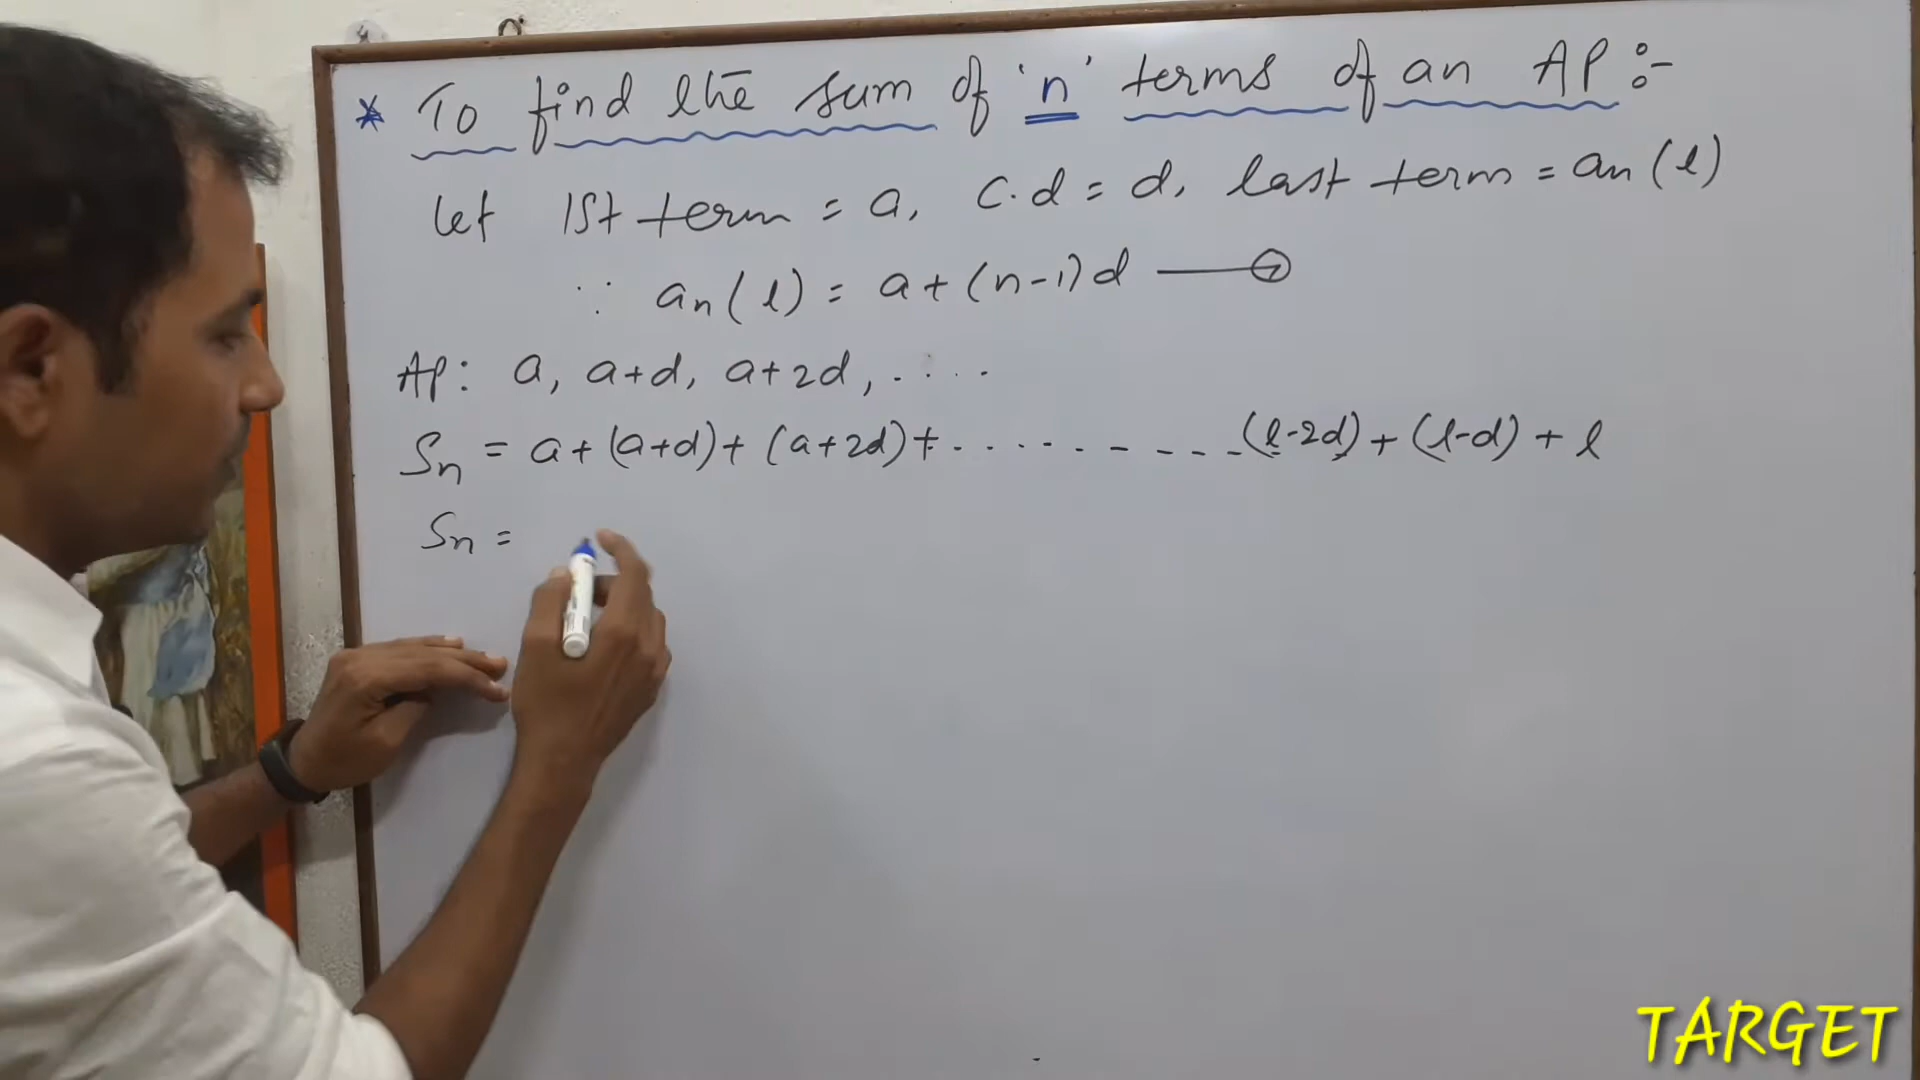 * To find the sum of 'n' terms of an AP :-
Let 1st term = a, C.d = d, last term = an (l)
∵ an (l) = a + (n-1)d ——→
AP: a, a+d, a+2d, .....
Sn = a + (a+d) + (a+2d) + ............ (l-2d) + (l-d) + l
Sn =
TARGET